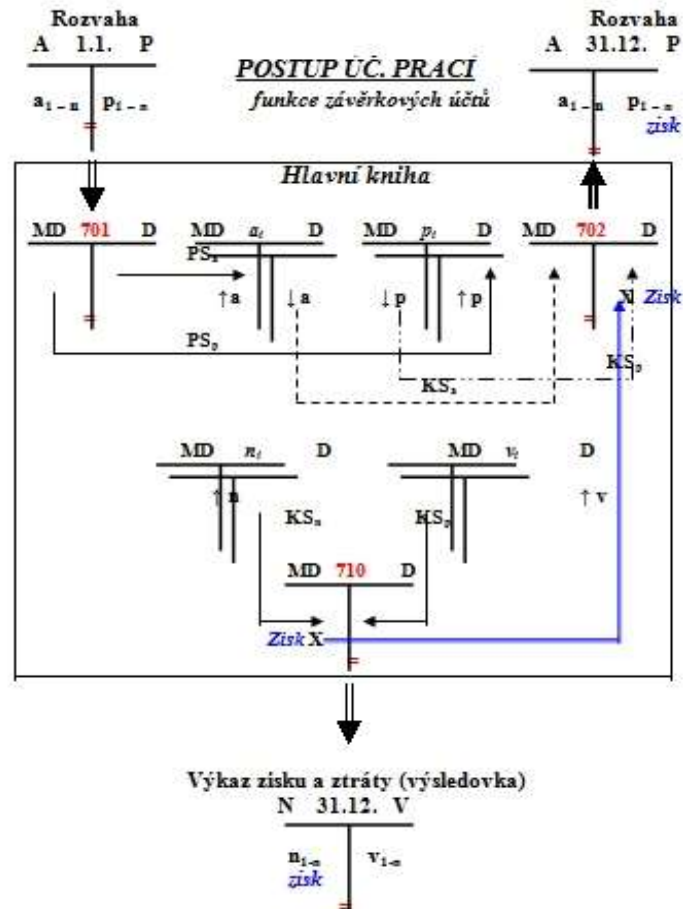 Rozvaha
A 1.1. P
a1-n p1-n
POSTUP ÚČ. PRACÍ
funkce závěrkových účtů
Rozvaha
A 31.12. P
a1-n p1-n
zisk
Hlavní kniha
MD 701 D
MD ai D
MD pi D
MD 702 D
PSa
↑ a ↓ a
↓ p ↑ p
X Zisk
PSp
KSa
KSp
MD ni D
MD vi D
↑ n
↑ v
KSn
KSp
MD 710 D
Zisk X
Výkaz zisku a ztráty (výsledovka)
N 31.12. V
n1-n v1-n
zisk